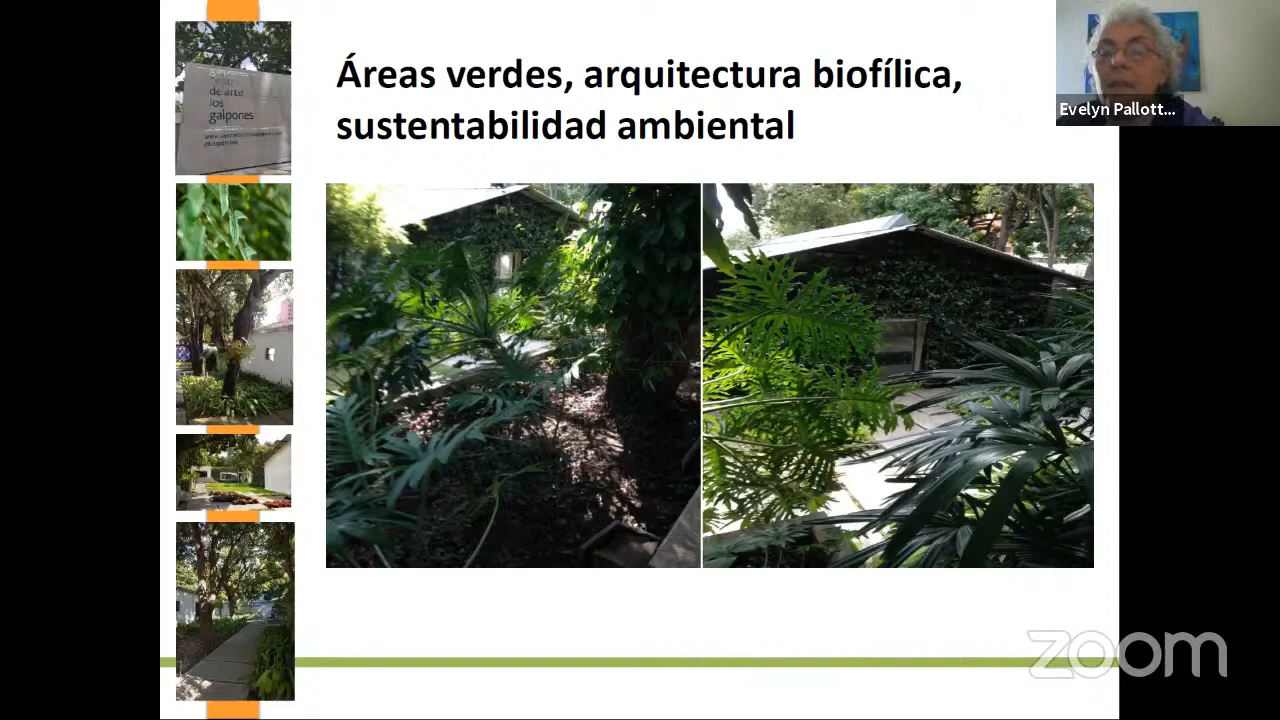 Áreas verdes, arquitectura biofílica,
sustentabilidad ambiental
Evelyn Pallott...
de arte
los
galpones
zoom